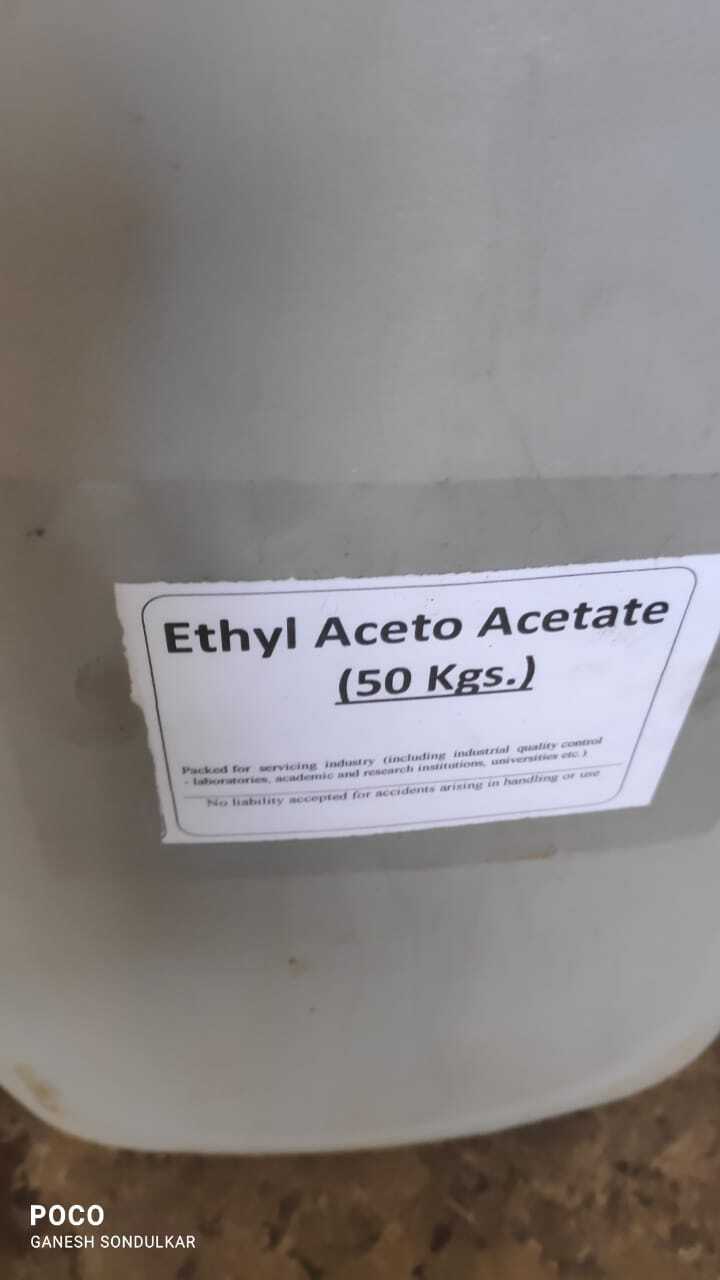 Ethyl Aceto Acetate
(50 Kgs.)
Packed for servicing industry (including industrial quality control
- laboratories, academic and research institutions, universities etc.)
No liability accepted for accidents arising in handling or use
POCO
GANESH SONDULKAR